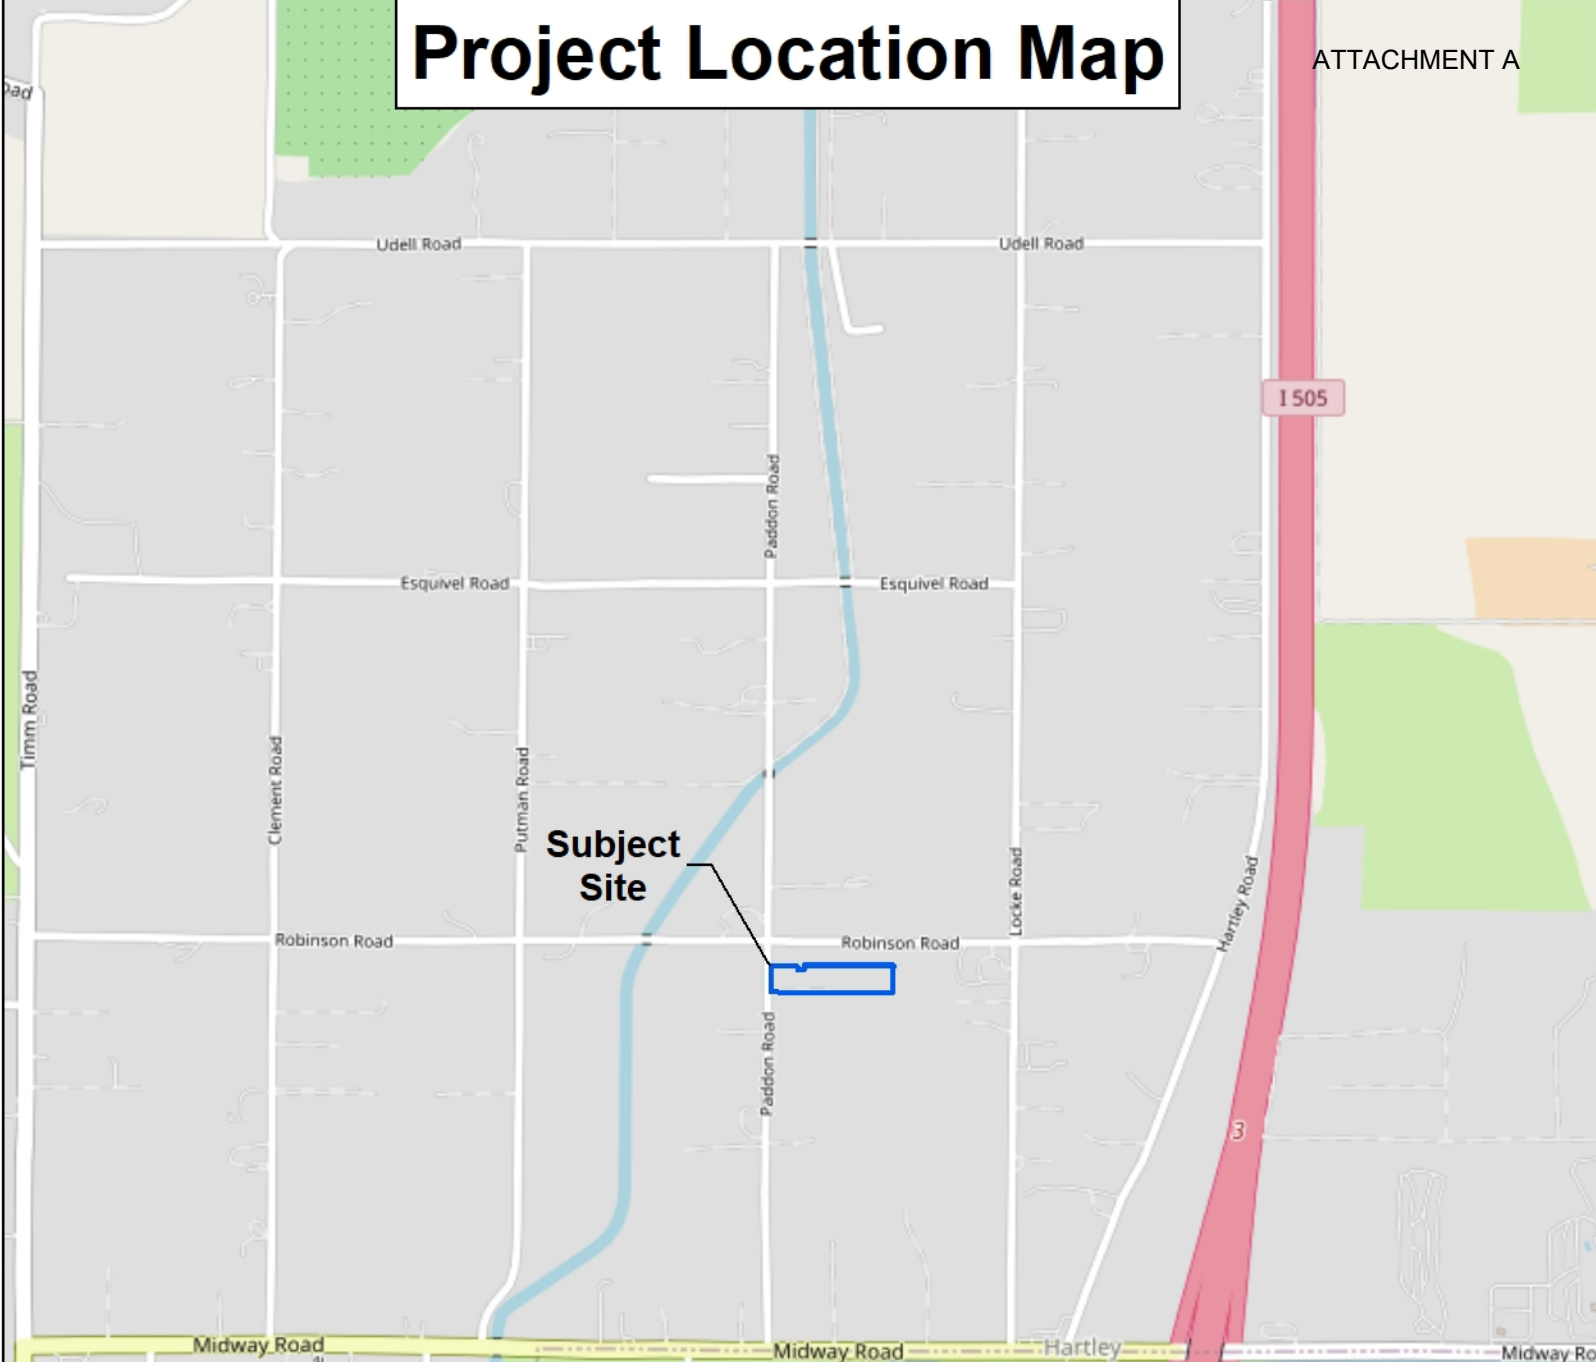 Project Location Map
ATTACHMENT A
oad
Udell Road
Udell Road
I 505
Paddon Road
Esquivel Road
Esquivel Road
Timm Road
Clement Road
Putman Road
Subject
Site
Locke Road
Hartley Road
Robinson Road
Robinson Road
Paddon Road
3
Midway Road
Midway Road
Hartley
Midway Ro